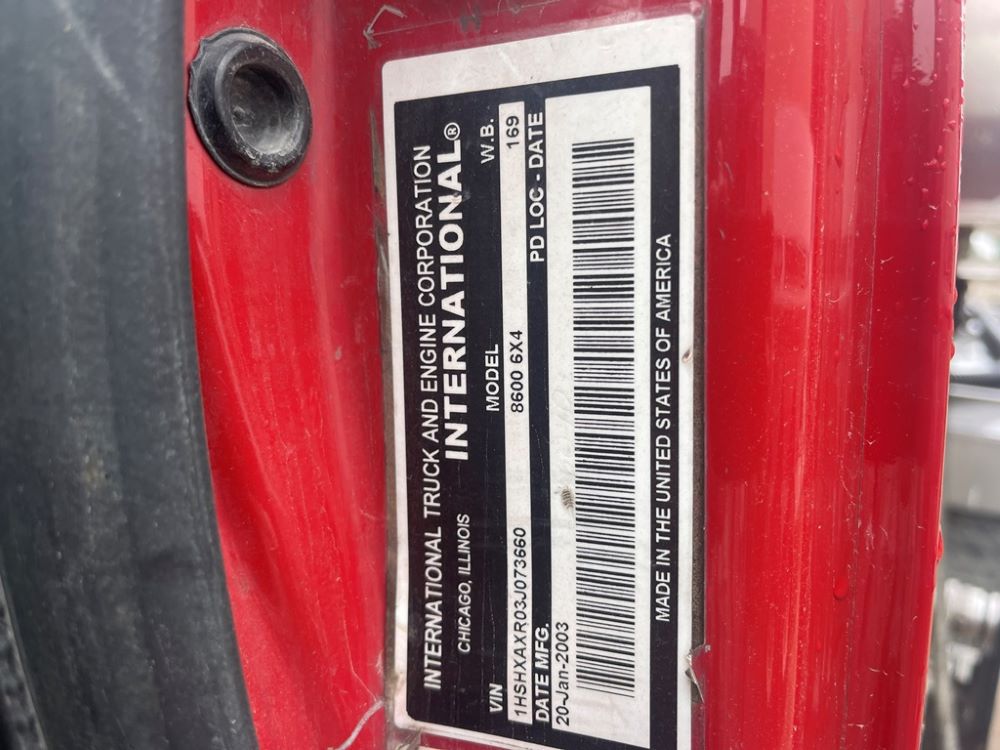 INTERNATIONAL TRUCK AND ENGINE CORPORATION
CHICAGO, ILLINOIS INTERNATIONAL®
VIN MODEL W.B.
1HSHXAXR03J073660 8600 6X4 169
DATE MFG. PD LOC - DATE
20-Jan-2003
MADE IN THE UNITED STATES OF AMERICA